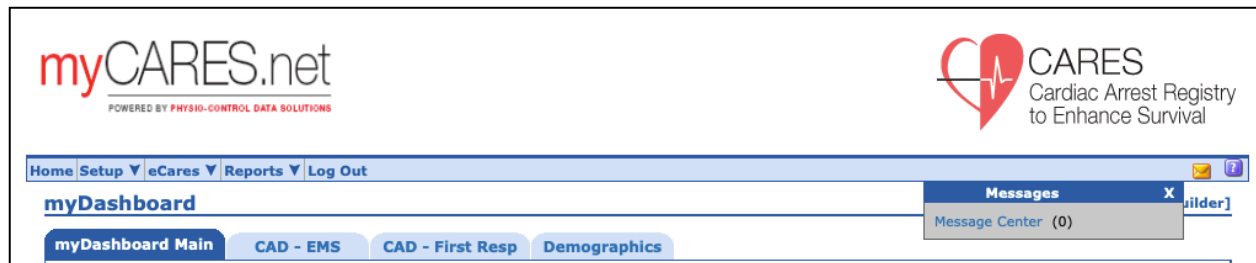 myCARES.net
POWERED BY PHYSIO-CONTROL DATA SOLUTIONS
CARES
Cardiac Arrest Registry
to Enhance Survival
Home Setup eCares Reports Log Out ?
myDashboard
Messages X
Message Center (0)
myDashboard Main CAD - EMS CAD - First Resp Demographics